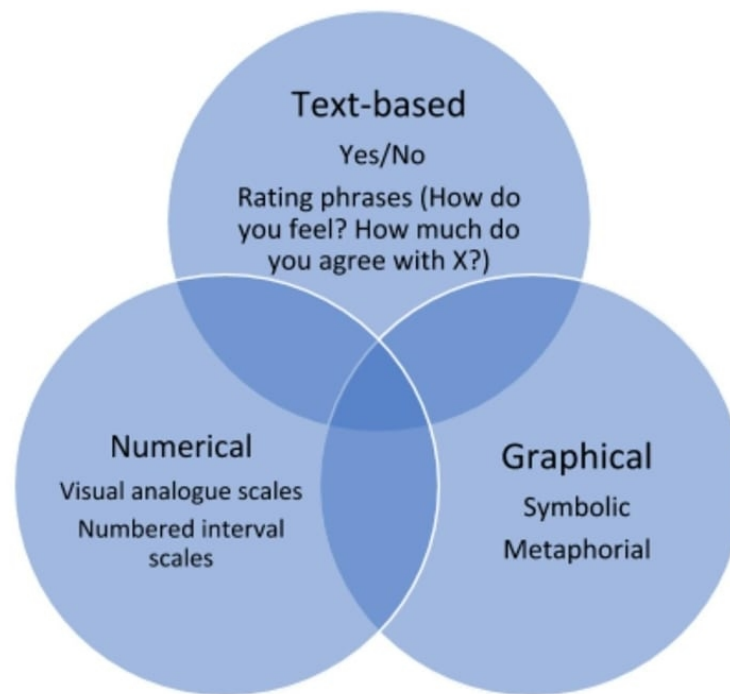 Text-based
Yes/No
Rating phrases (How do
you feel? How much do
you agree with X?)
Numerical
Visual analogue scales
Numbered interval
scales
Graphical
Symbolic
Metaphorial